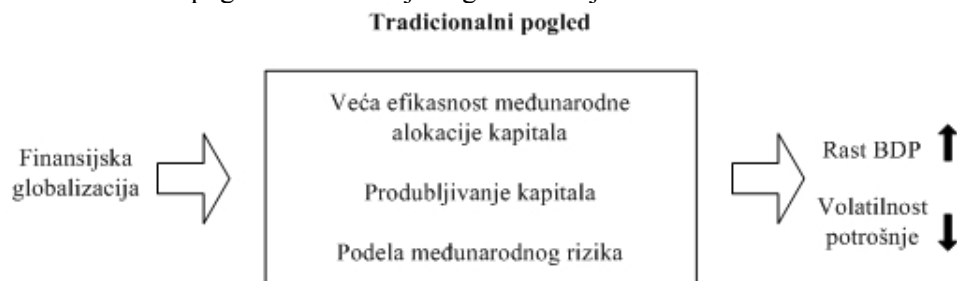 Tradicionalni pogled
Finansijska
globalizacija
Veća efikasnost međunarodne
alokacije kapitala
Produbljivanje kapitala
Podela međunarodnog rizika
Rast BDP
Volatilnost
potrošnje